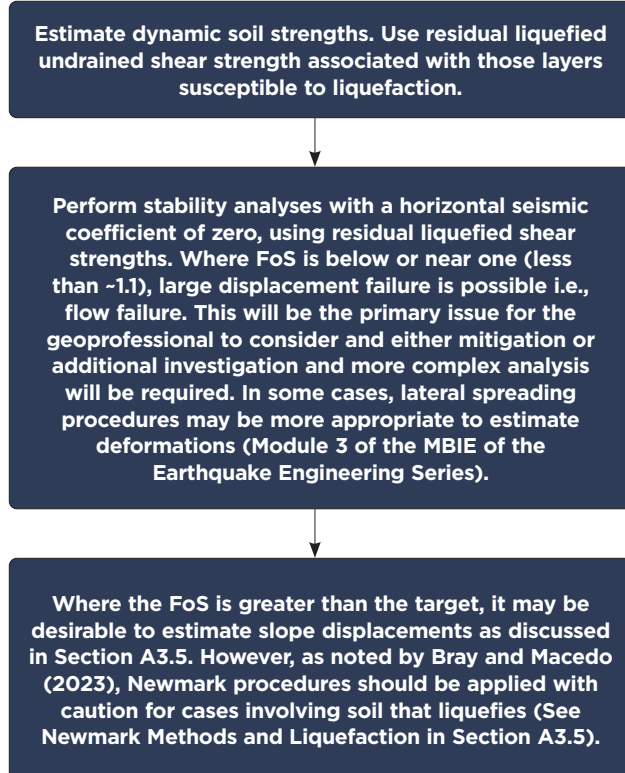 Estimate dynamic soil strengths. Use residual liquefied
undrained shear strength associated with those layers
susceptible to liquefaction.
Perform stability analyses with a horizontal seismic
coefficient of zero, using residual liquefied shear
strengths. Where FoS is below or near one (less
than ~1.1), large displacement failure is possible i.e.,
flow failure. This will be the primary issue for the
geoprofessional to consider and either mitigation or
additional investigation and more complex analysis
will be required. In some cases, lateral spreading
procedures may be more appropriate to estimate
deformations (Module 3 of the MBIE of the
Earthquake Engineering Series).
Where the FoS is greater than the target, it may be
desirable to estimate slope displacements as discussed
in Section A3.5. However, as noted by Bray and Macedo
(2023), Newmark procedures should be applied with
caution for cases involving soil that liquefies (See
Newmark Methods and Liquefaction in Section A3.5).